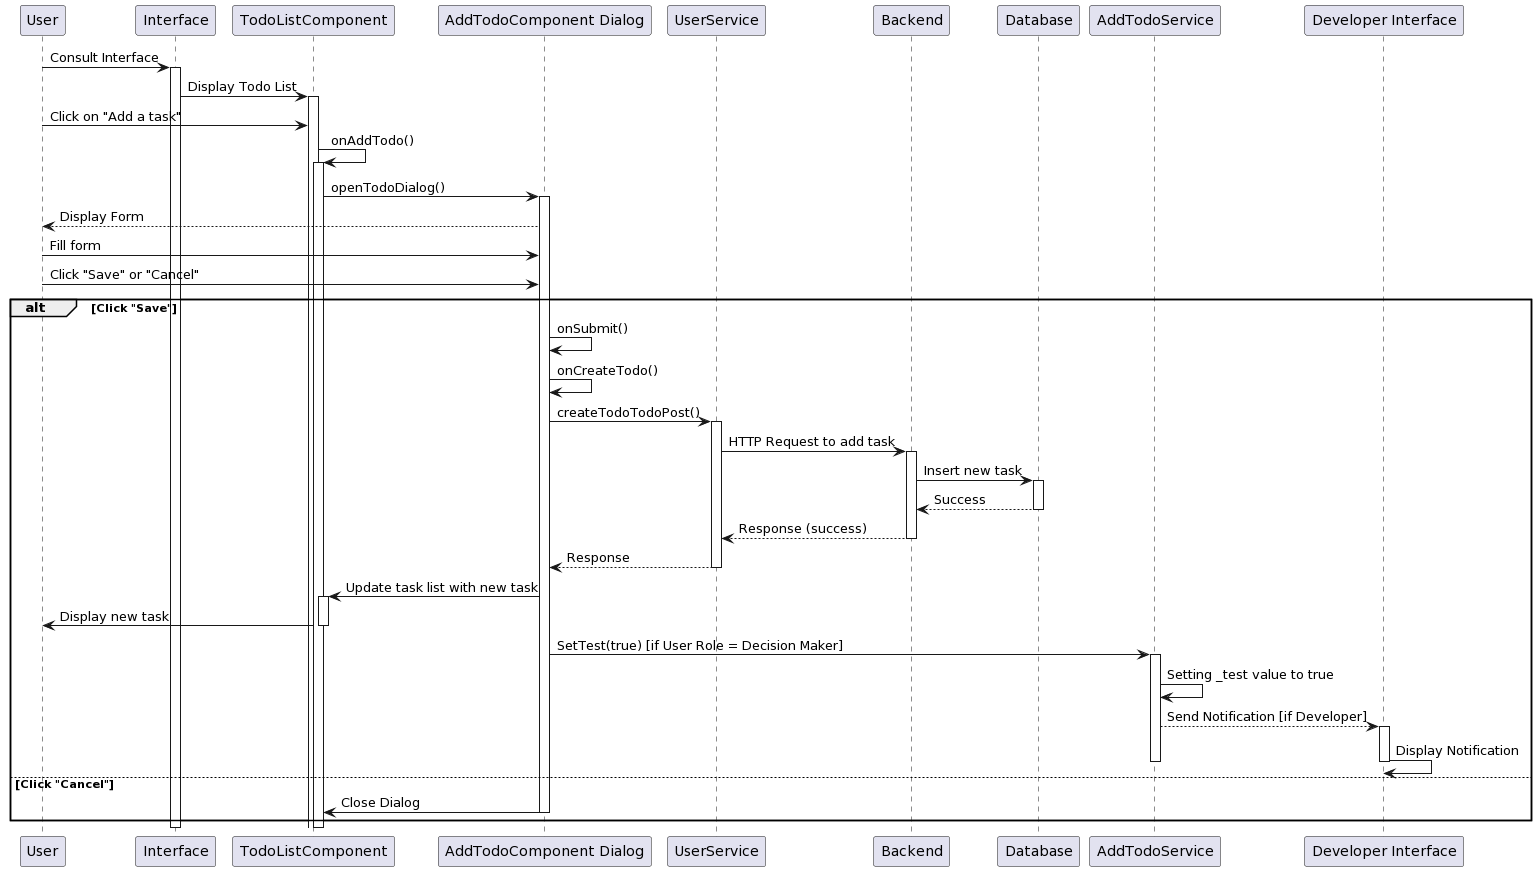 User Interface TodoListComponent AddTodoComponent Dialog UserService Backend Database AddTodoService Developer Interface
Consult Interface
Display Todo List
Click on "Add a task"
onAddTodo()
openTodoDialog()
Display Form
Fill form
Click "Save" or "Cancel"
alt [Click "Save"]
onSubmit()
onCreateTodo()
createTodoTodoPost()
HTTP Request to add task
Insert new task
Success
Response (success)
Response
Update task list with new task
Display new task
SetTest(true) [if User Role = Decision Maker]
Setting _test value to true
Send Notification [if Developer]
Display Notification
[Click "Cancel"]
Close Dialog
User Interface TodoListComponent AddTodoComponent Dialog UserService Backend Database AddTodoService Developer Interface